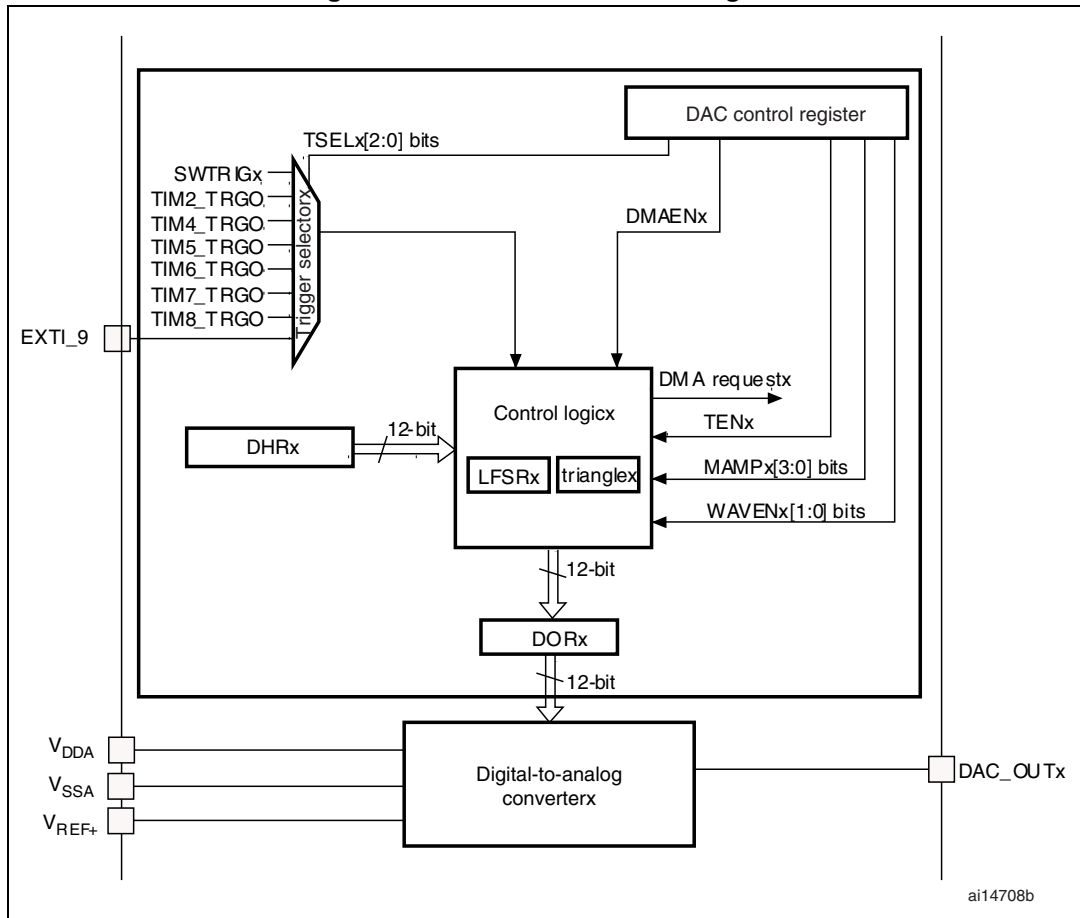 DAC control register
TSELx[2:0] bits
SWTRIGx
TIM2_TRGO
TIM4_TRGO
TIM5_TRGO
TIM6_TRGO
TIM7_TRGO
TIM8_TRGO
Trigger selectorx
DMAENx
EXTI_9
DMA requestx
Control logicx
TENx
12-bit
DHRx
MAMPx[3:0] bits
LFSRx
trianglex
WAVENx[1:0] bits
12-bit
DORx
12-bit
VDDA
VSSA
VREF+
Digital-to-analog
converterx
DAC_OUTx
ai14708b